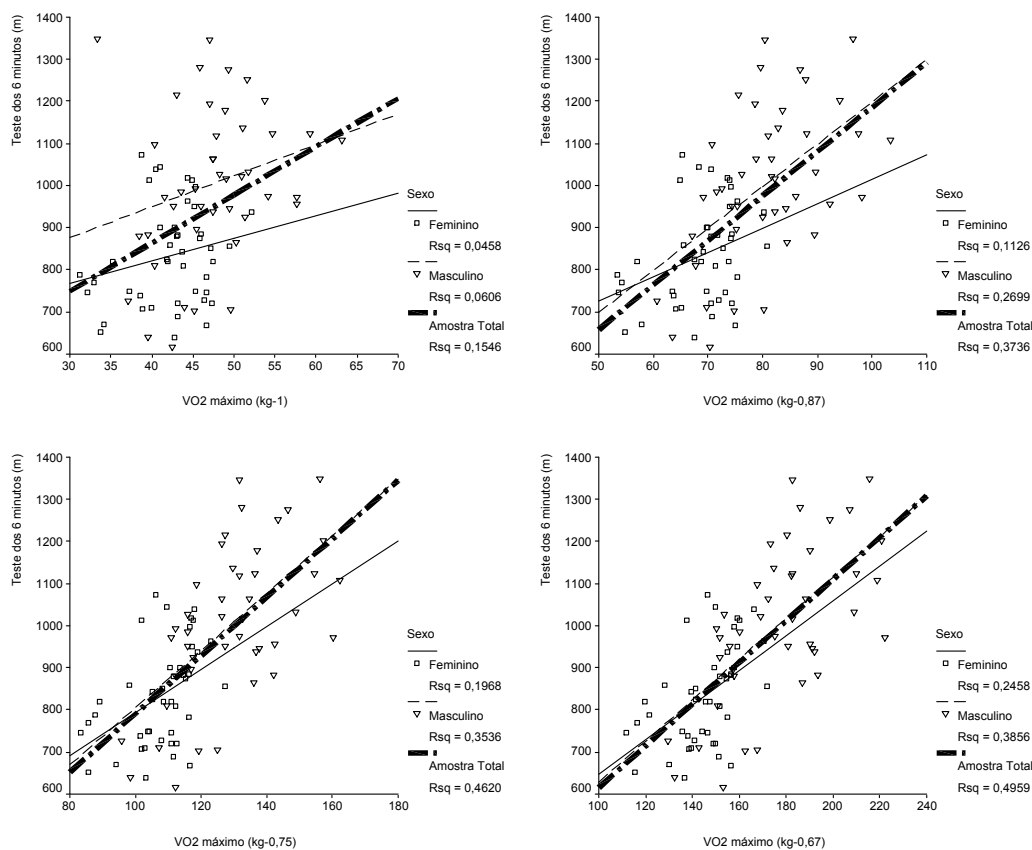 Teste dos 6 minutos (m)
1400
1300
1200
1100
1000
900
800
700
600
30
35
40
45
50
55
60
65
70
VO2 máximo (kg-1)
Sexo
Feminino
Rsq = 0,0458
Masculino
Rsq = 0,0606
Amostra Total
Rsq = 0,1546
Teste dos 6 minutos (m)
1400
1300
1200
1100
1000
900
800
700
600
50
60
70
80
90
100
110
VO2 máximo (kg-0,87)
Sexo
Feminino
Rsq = 0,1126
Masculino
Rsq = 0,2699
Amostra Total
Rsq = 0,3736
Teste dos 6 minutos (m)
1400
1300
1200
1100
1000
900
800
700
600
80
100
120
140
160
180
VO2 máximo (kg-0,75)
Sexo
Feminino
Rsq = 0,1968
Masculino
Rsq = 0,3536
Amostra Total
Rsq = 0,4620
Teste dos 6 minutos (m)
1400
1300
1200
1100
1000
900
800
700
600
100
120
140
160
180
200
220
240
VO2 máximo (kg-0,67)
Sexo
Feminino
Rsq = 0,2458
Masculino
Rsq = 0,3856
Amostra Total
Rsq = 0,4959